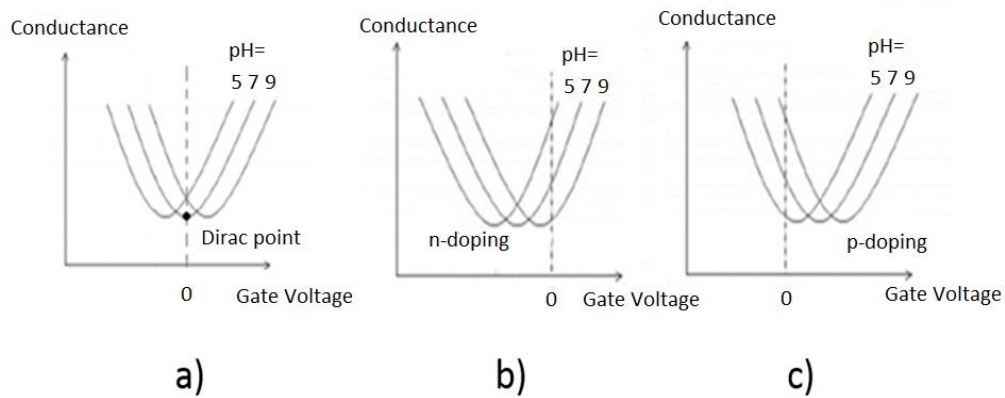 Conductance
pH=
5 7 9
Dirac point
0
Gate Voltage
a)
Conductance
pH=
5 7 9
n-doping
0
Gate Voltage
b)
Conductance
pH=
5 7 9
p-doping
0
Gate Voltage
c)